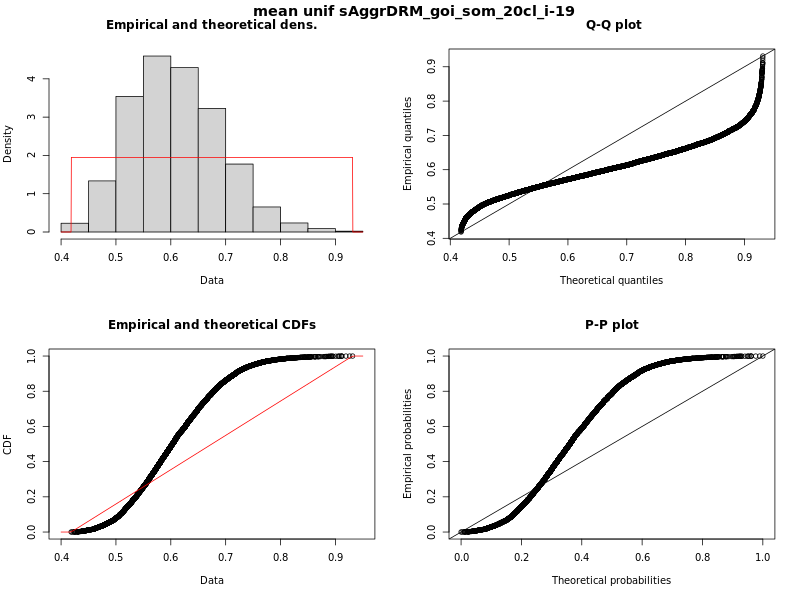 mean unif sAggrDRM_goi_som_20cl_i-19
Empirical and theoretical dens.
Density
0 1 2 3 4
0.4 0.5 0.6 0.7 0.8 0.9
Data
Q-Q plot
Empirical quantiles
0.4 0.5 0.6 0.7 0.8 0.9
0.4 0.5 0.6 0.7 0.8 0.9
Theoretical quantiles
Empirical and theoretical CDFs
CDF
0.0 0.2 0.4 0.6 0.8 1.0
0.4 0.5 0.6 0.7 0.8 0.9
Data
P-P plot
Empirical probabilities
0.0 0.2 0.4 0.6 0.8 1.0
0.0 0.2 0.4 0.6 0.8 1.0
Theoretical probabilities